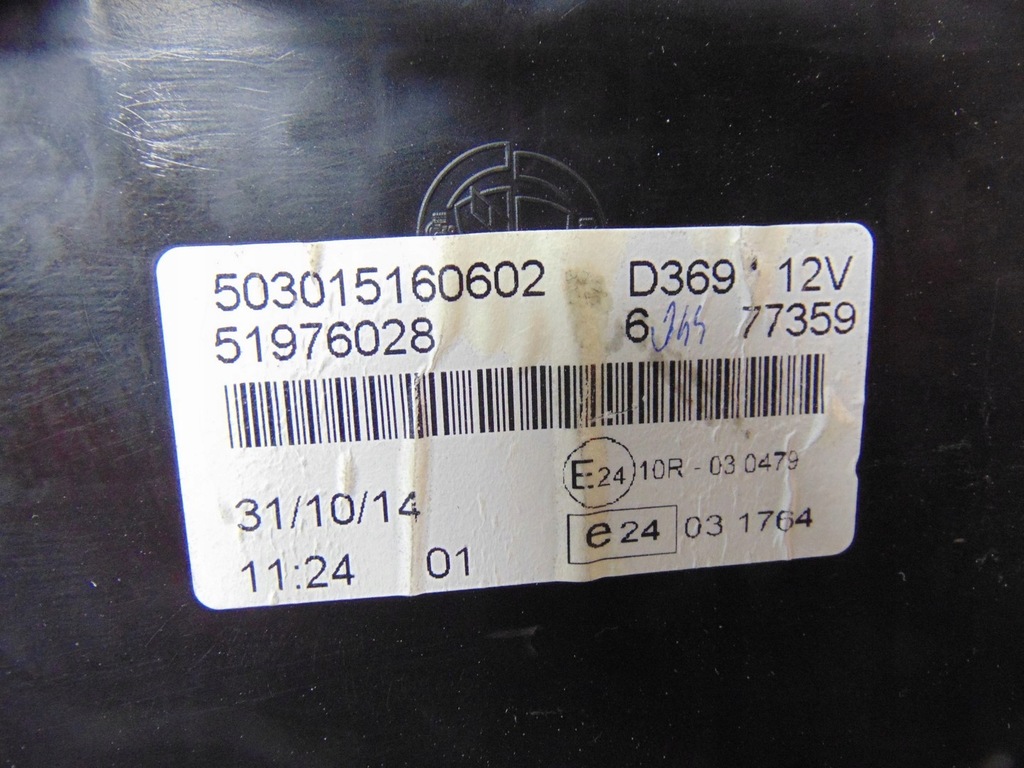 503015160602 D369 12V
51976028 6 77359
E24 10R - 03 0479
31/10/14
e24 03 1764
11:24 01